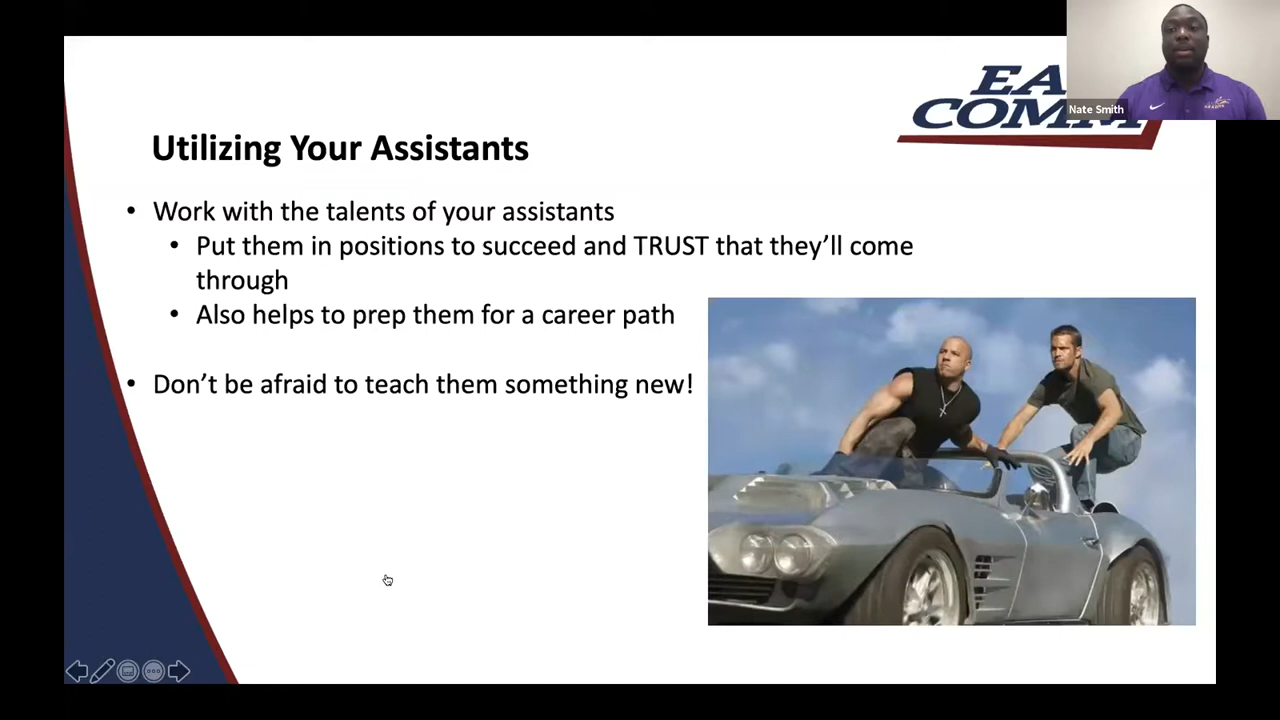 EA
COMM
Nate Smith
Utilizing Your Assistants
• Work with the talents of your assistants
• Put them in positions to succeed and TRUST that they’ll come
through
• Also helps to prep them for a career path
• Don’t be afraid to teach them something new!